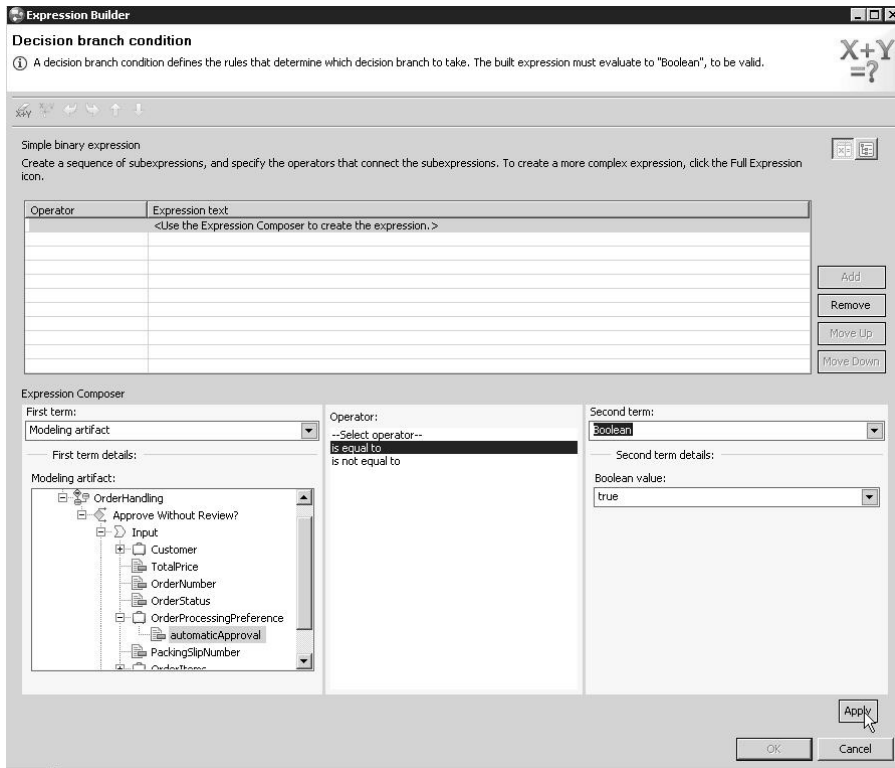 Expression Builder
Decision branch condition
A decision branch condition defines the rules that determine which decision branch to take. The built expression must evaluate to "Boolean", to be valid.
X+Y
=?
X+Y
Simple binary expression
Create a sequence of subexpressions, and specify the operators that connect the subexpressions. To create a more complex expression, click the Full Expression
icon.
Operator Expression text
<Use the Expression Composer to create the expression.>
Add
Remove
Move Up
Move Down
Expression Composer
First term:
Modeling artifact
First term details:
Modeling artifact:
OrderHandling
Approve Without Review?
Input
Customer
TotalPrice
OrderNumber
OrderStatus
OrderProcessingPreference
automaticApproval
PackingSlipNumber
OrderItems
Operator:
--Select operator--
is equal to
is not equal to
Second term:
Boolean
Second term details:
Boolean value:
true
Apply
OK Cancel